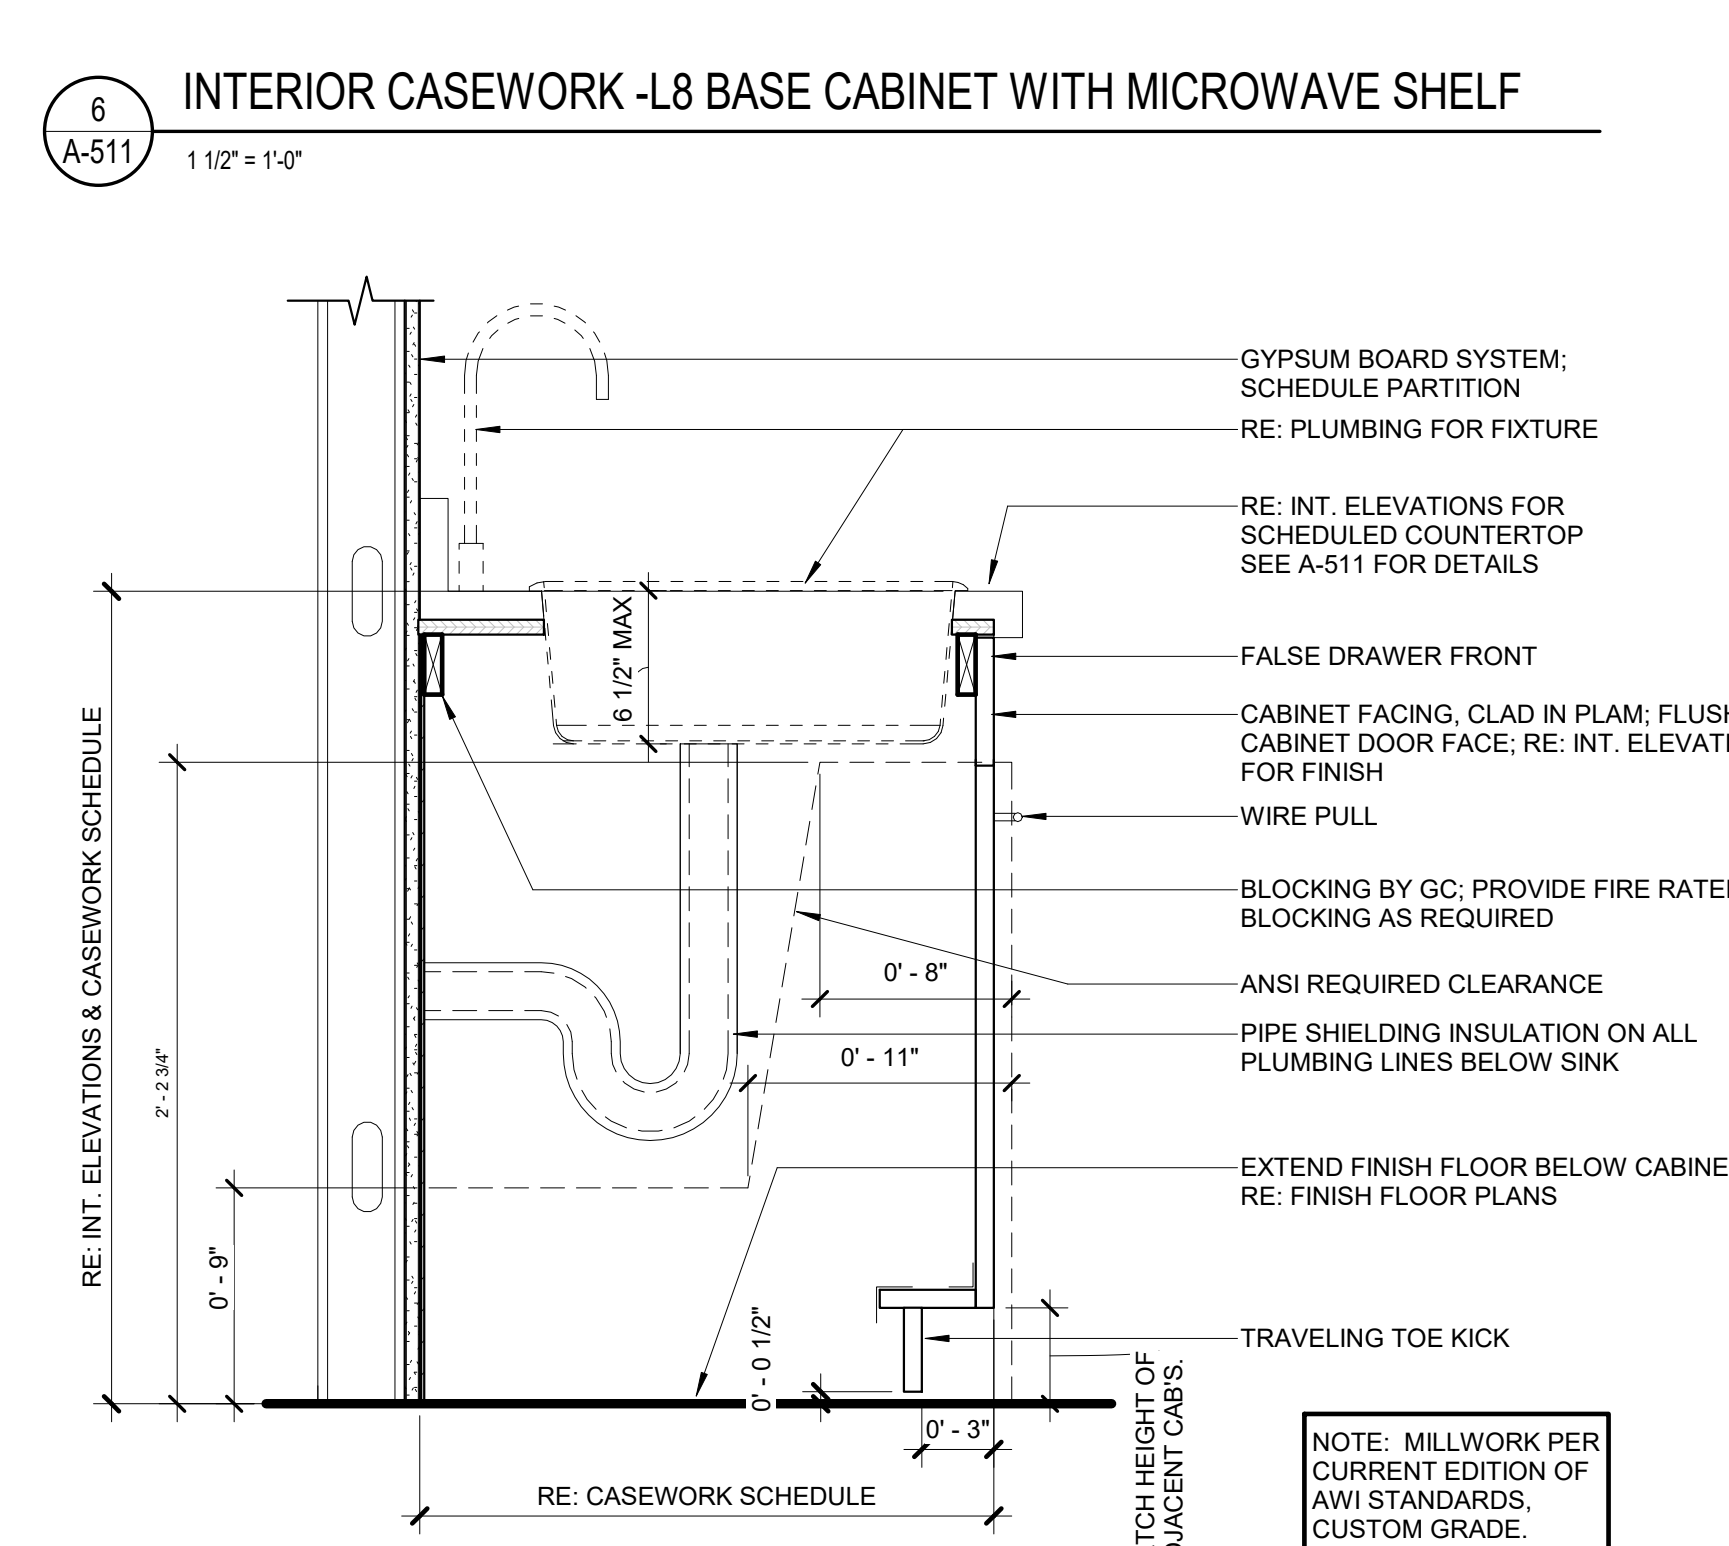 6
A-511
INTERIOR CASEWORK -L8 BASE CABINET WITH MICROWAVE SHELF
1 1/2" = 1'-0"
GYPSUM BOARD SYSTEM;
SCHEDULE PARTITION
RE: PLUMBING FOR FIXTURE
RE: INT. ELEVATIONS FOR
SCHEDULED COUNTERTOP
SEE A-511 FOR DETAILS
6 1/2" MAX
FALSE DRAWER FRONT
CABINET FACING, CLAD IN PLAM; FLUSH
CABINET DOOR FACE; RE: INT. ELEVATI
FOR FINISH
WIRE PULL
BLOCKING BY GC; PROVIDE FIRE RATE
BLOCKING AS REQUIRED
0' - 8"
ANSI REQUIRED CLEARANCE
PIPE SHIELDING INSULATION ON ALL
PLUMBING LINES BELOW SINK
0' - 11"
RE: INT. ELEVATIONS & CASEWORK SCHEDULE
2' - 2 3/4"
0' - 9"
EXTEND FINISH FLOOR BELOW CABINE
RE: FINISH FLOOR PLANS
0' - 0 1/2"
TRAVELING TOE KICK
TCH HEIGHT OF
DJACENT CAB'S.
0' - 3"
RE: CASEWORK SCHEDULE
NOTE: MILLWORK PER
CURRENT EDITION OF
AWI STANDARDS,
CUSTOM GRADE.